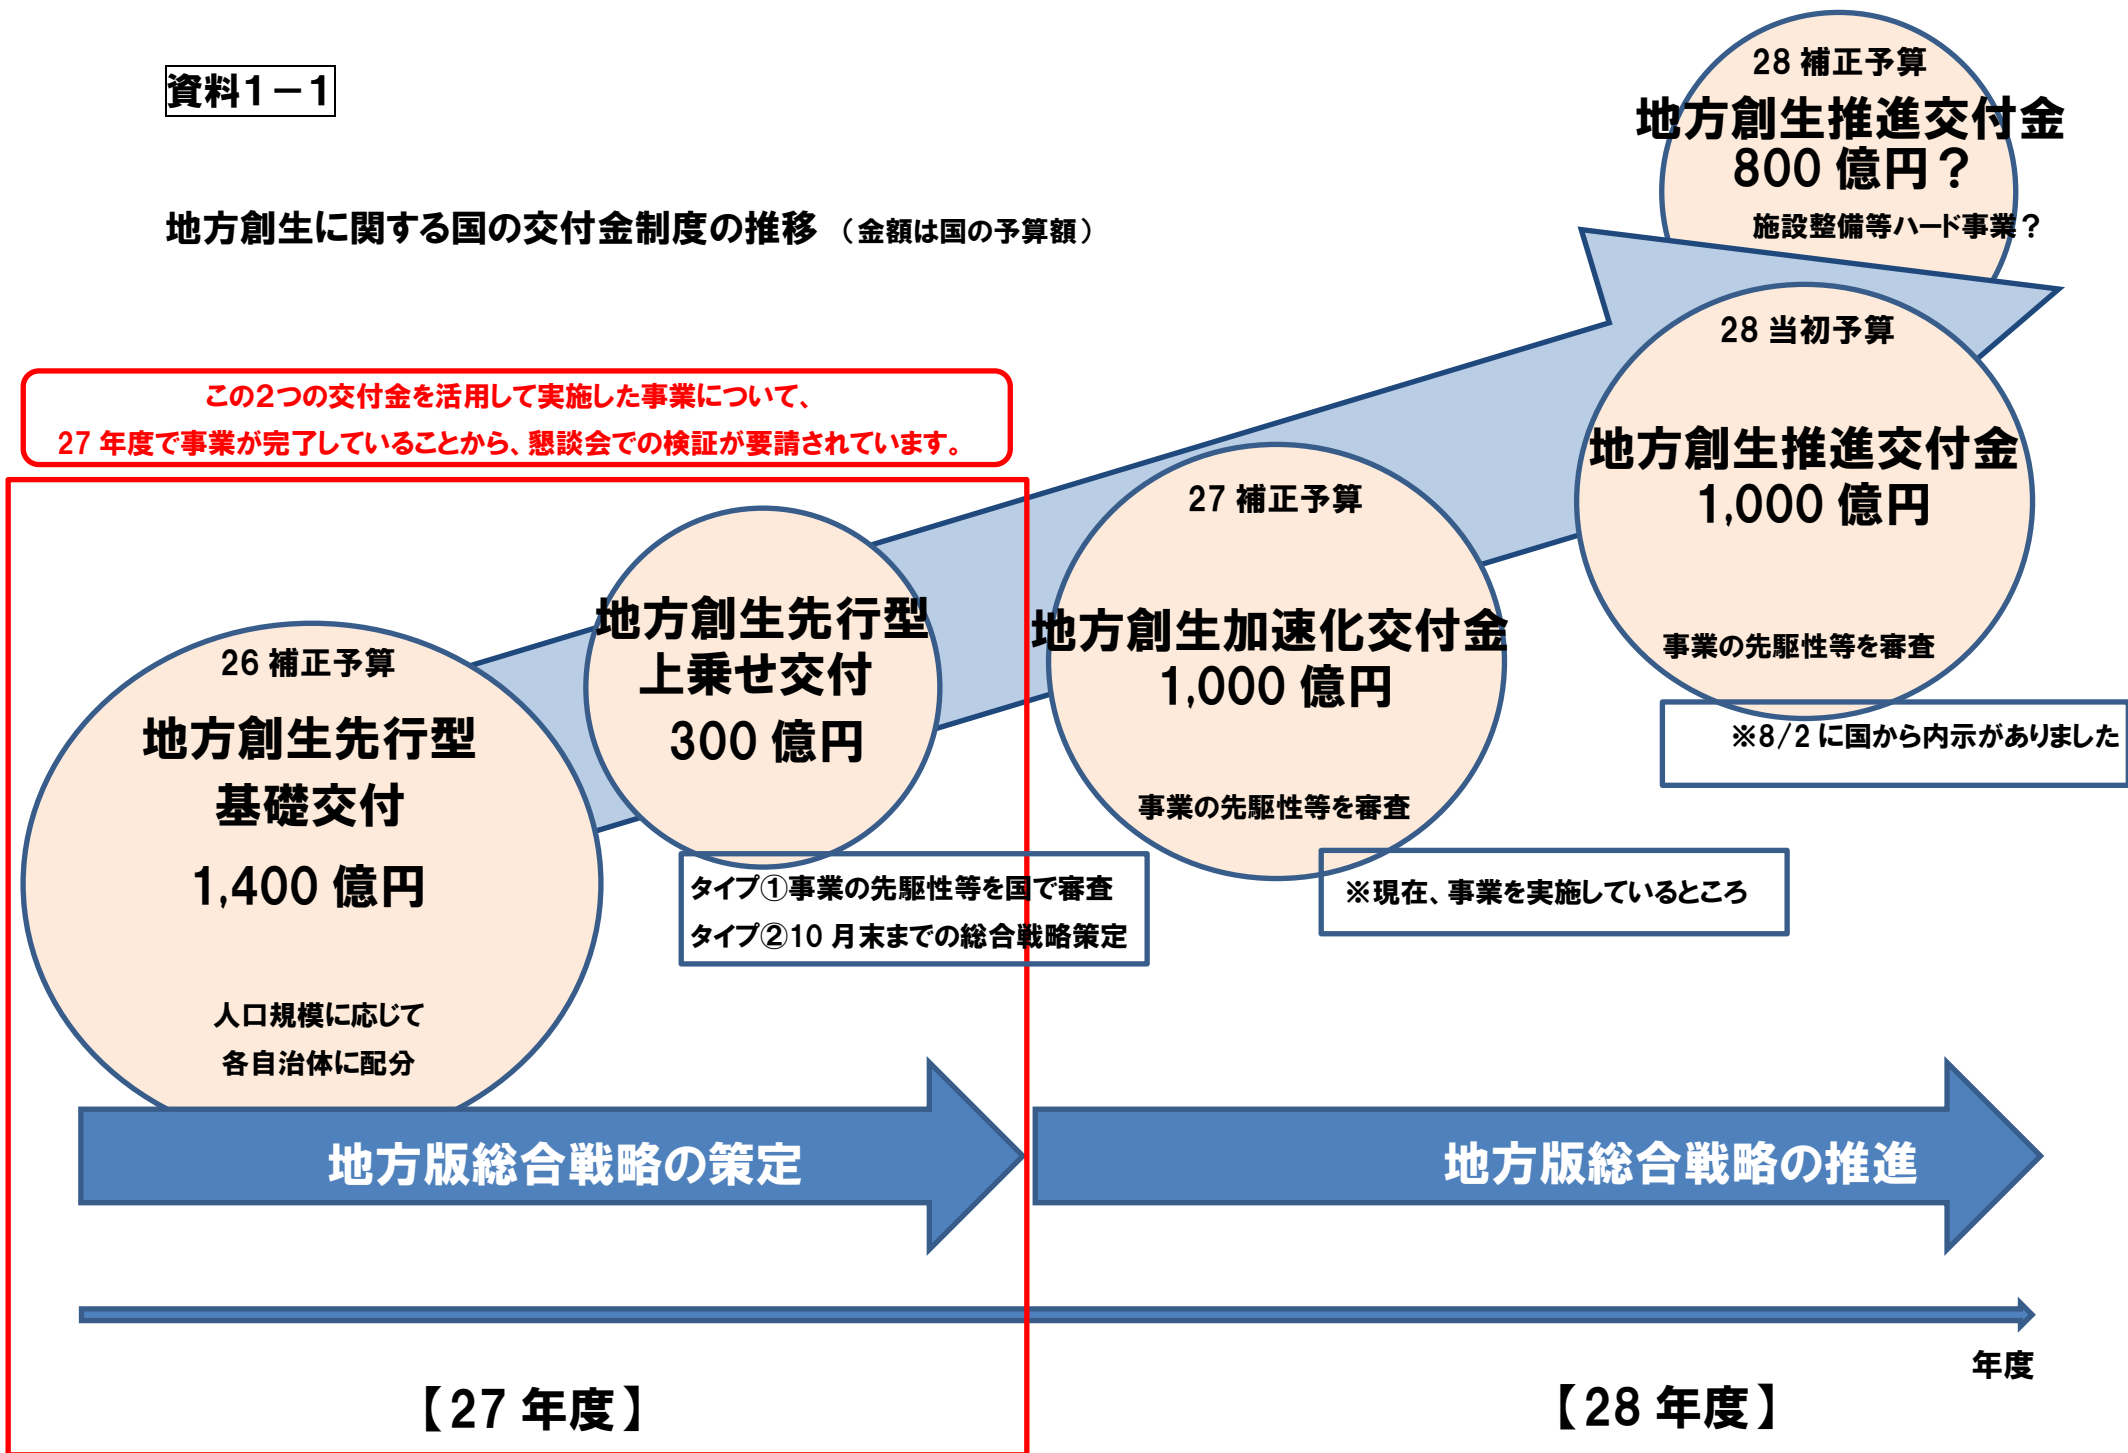 資料1－1
地方創生に関する国の交付金制度の推移 （金額は国の予算額）
28 補正予算
地方創生推進交付金
800 億円？
施設整備等ハード事業？
28 当初予算
地方創生推進交付金
1,000 億円
事業の先駆性等を審査
※8/2 に国から内示がありました
この2つの交付金を活用して実施した事業について、
27 年度で事業が完了していることから、懇談会での検証が要請されています。
27 補正予算
地方創生加速化交付金
1,000 億円
事業の先駆性等を審査
※現在、事業を実施しているところ
地方創生先行型
上乗せ交付
300 億円
タイプ①事業の先駆性等を国で審査
タイプ②10 月末までの総合戦略策定
26 補正予算
地方創生先行型
基礎交付
1,400 億円
人口規模に応じて
各自治体に配分
地方版総合戦略の策定
地方版総合戦略の推進
年度
【27 年度】
【28 年度】